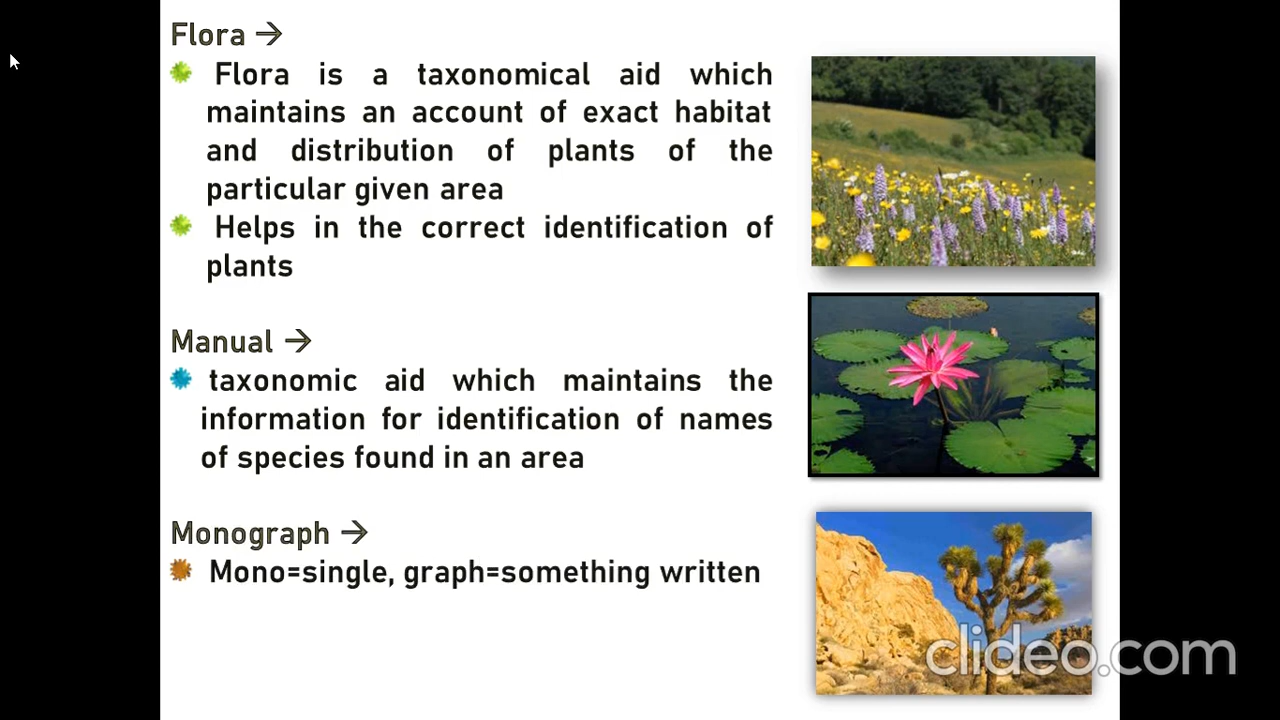 Flora →
Flora is a taxonomical aid which
maintains an account of exact habitat
and distribution of plants of the
particular given area
Helps in the correct identification of
plants
Manual →
taxonomic aid which maintains the
information for identification of names
of species found in an area
Monograph →
Mono=single, graph=something written
clideo.com